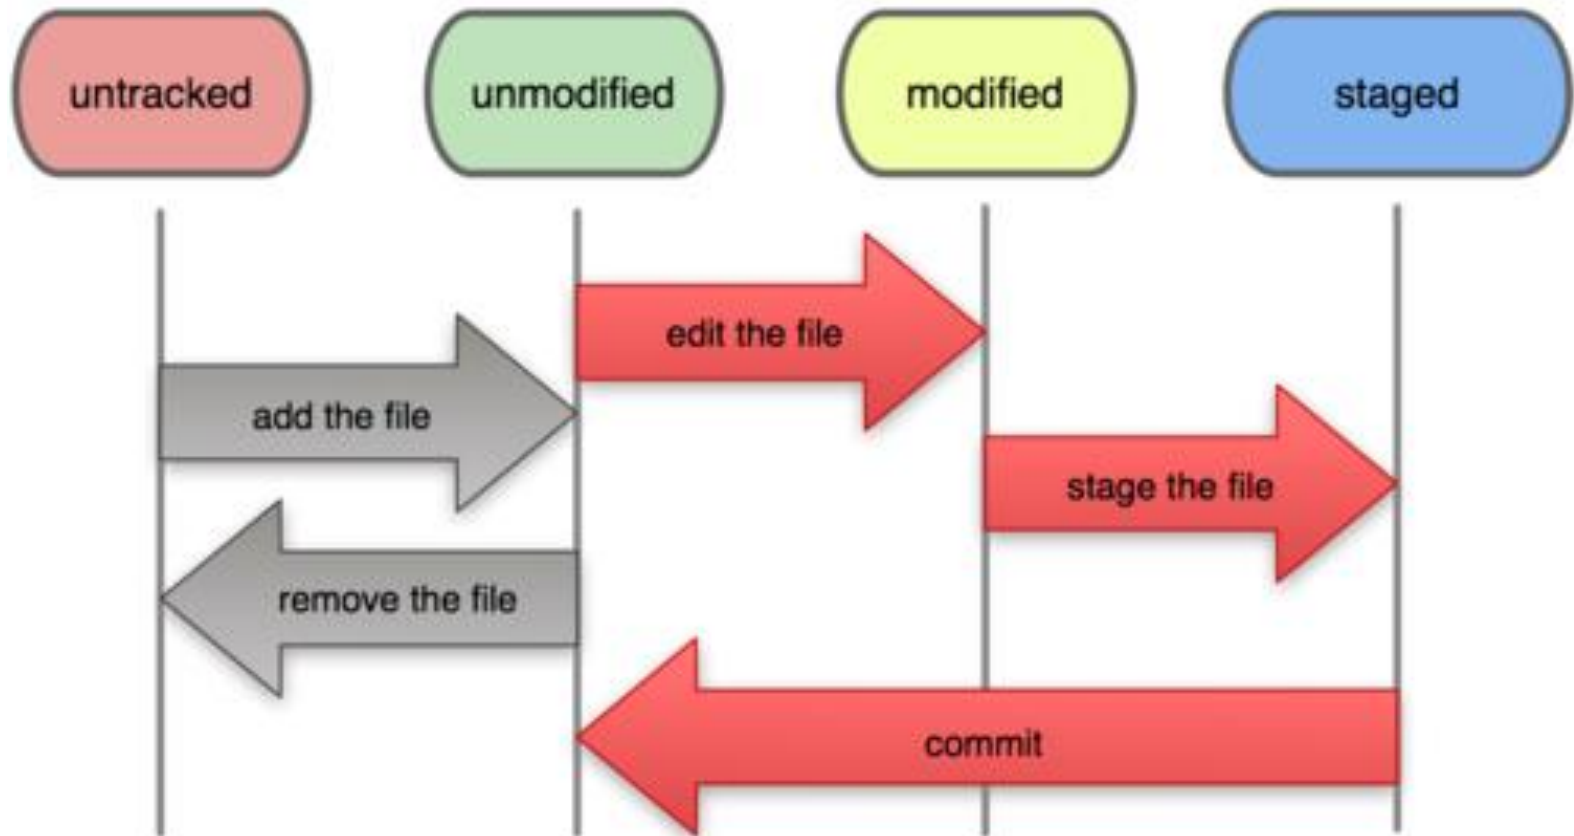 untracked
unmodified
modified
staged
edit the file
add the file
stage the file
remove the file
commit